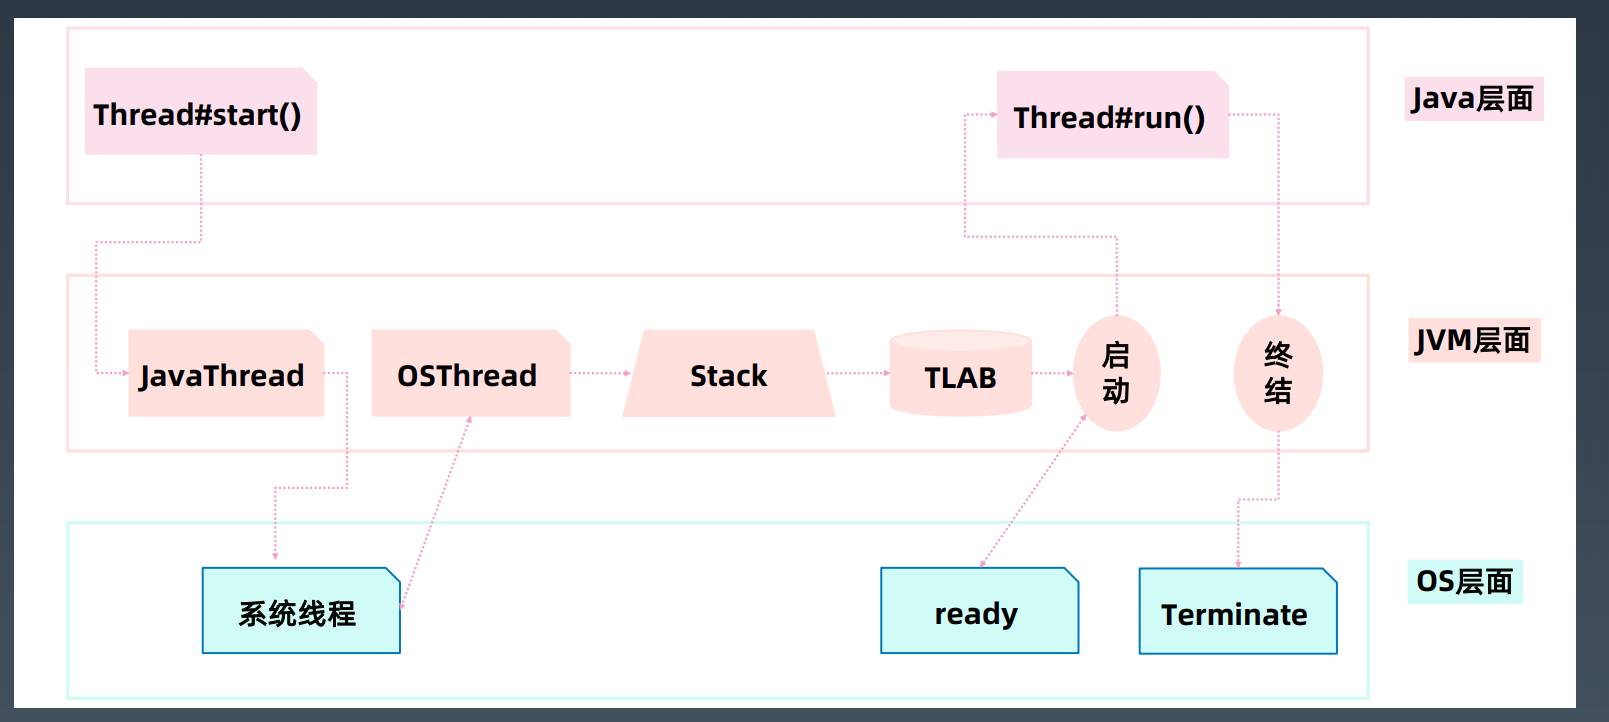 Thread#start()
Thread#run()
Java层面
JavaThread
OSThread
Stack
TLAB
启
动
终
结
JVM层面
系统线程
ready
Terminate
OS层面